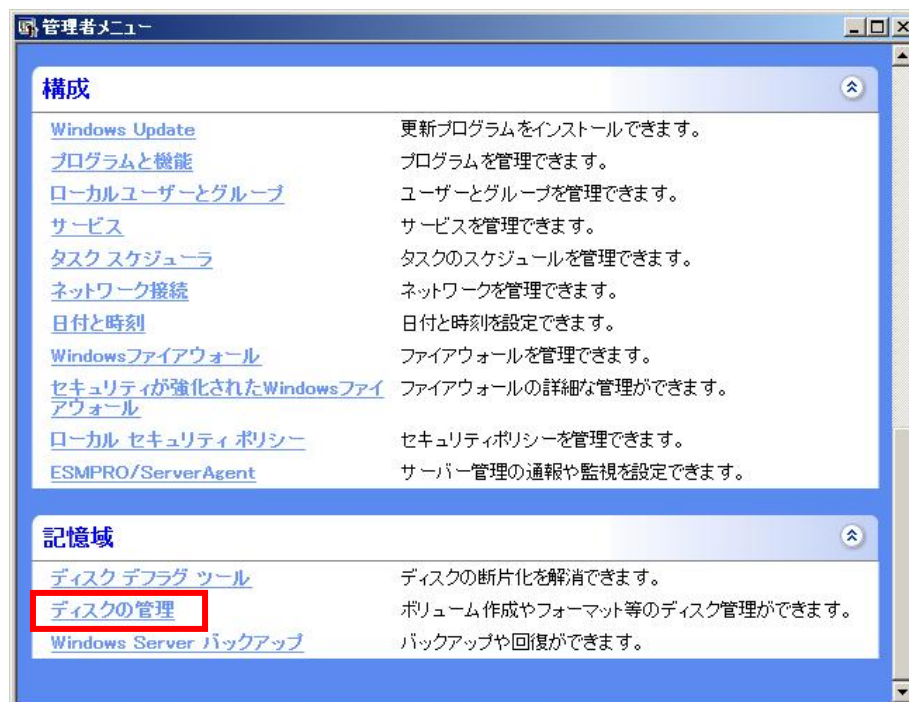 管理者メニュー
構成
Windows Update 更新プログラムをインストールできます。
プログラムと機能 プログラムを管理できます。
ローカルユーザーとグループ ユーザーとグループを管理できます。
サービス サービスを管理できます。
タスク スケジューラ タスクのスケジュールを管理できます。
ネットワーク接続 ネットワークを管理できます。
日付と時刻 日付と時刻を設定できます。
Windowsファイアウォール ファイアウォールを管理できます。
セキュリティが強化されたWindowsファイ ファイアウォールの詳細な管理ができます。
アウォール
ローカル セキュリティ ポリシー セキュリティポリシーを管理できます。
ESMPRO/ServerAgent サーバー管理の通報や監視を設定できます。
記憶域
ディスク デフラグ ツール ディスクの断片化を解消できます。
ディスクの管理 ボリューム作成やフォーマット等のディスク管理ができます。
Windows Server バックアップ バックアップや回復ができます。